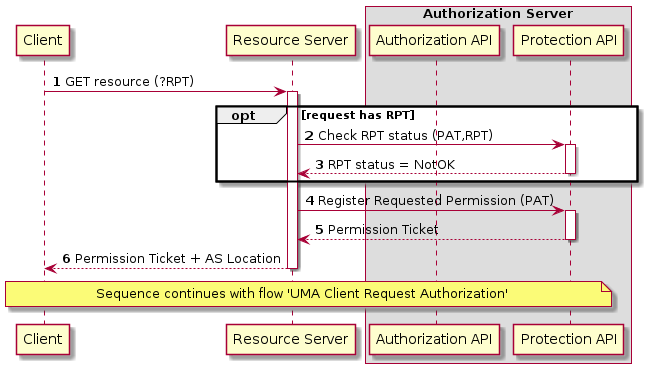 Authorization Server
Client
Resource Server
Authorization API
Protection API
1 GET resource (?RPT)
opt
[request has RPT]
2 Check RPT status (PAT,RPT)
3 RPT status = NotOK
4 Register Requested Permission (PAT)
5 Permission Ticket
6 Permission Ticket + AS Location
Sequence continues with flow 'UMA Client Request Authorization'
Client
Resource Server
Authorization API
Protection API